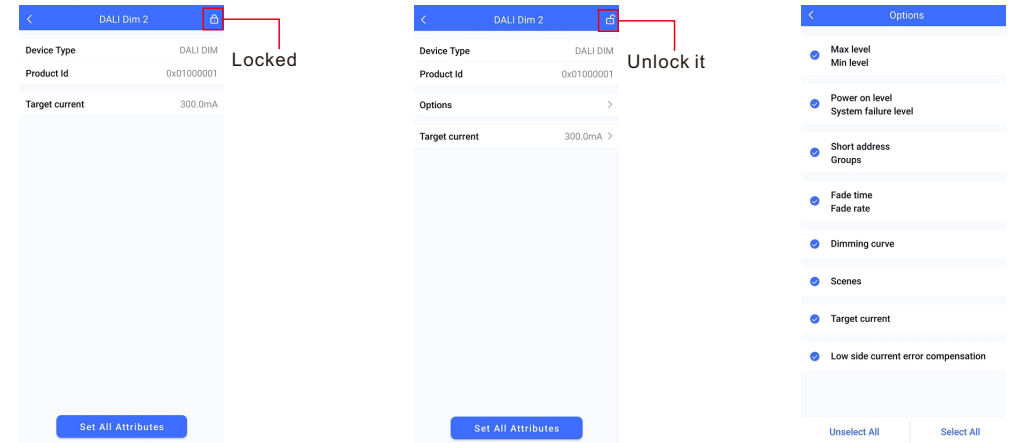 DALI Dim 2
Device Type DALI DIM
Product Id 0x01000001
Target current 300.0mA
Set All Attributes
Locked
DALI Dim 2
Device Type DALI DIM
Product Id 0x01000001
Options
Target current 300.0mA
Set All Attributes
Unlock it
Options
Max level
Min level
Power on level
System failure level
Short address
Groups
Fade time
Fade rate
Dimming curve
Scenes
Target current
Low side current error compensation
Unselect All Select All